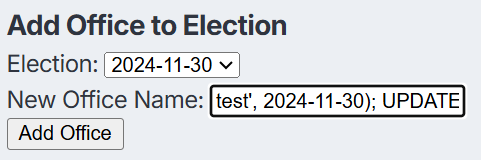 Add Office to Election
Election: 2024-11-30
New Office Name: test', 2024-11-30); UPDATE
Add Office